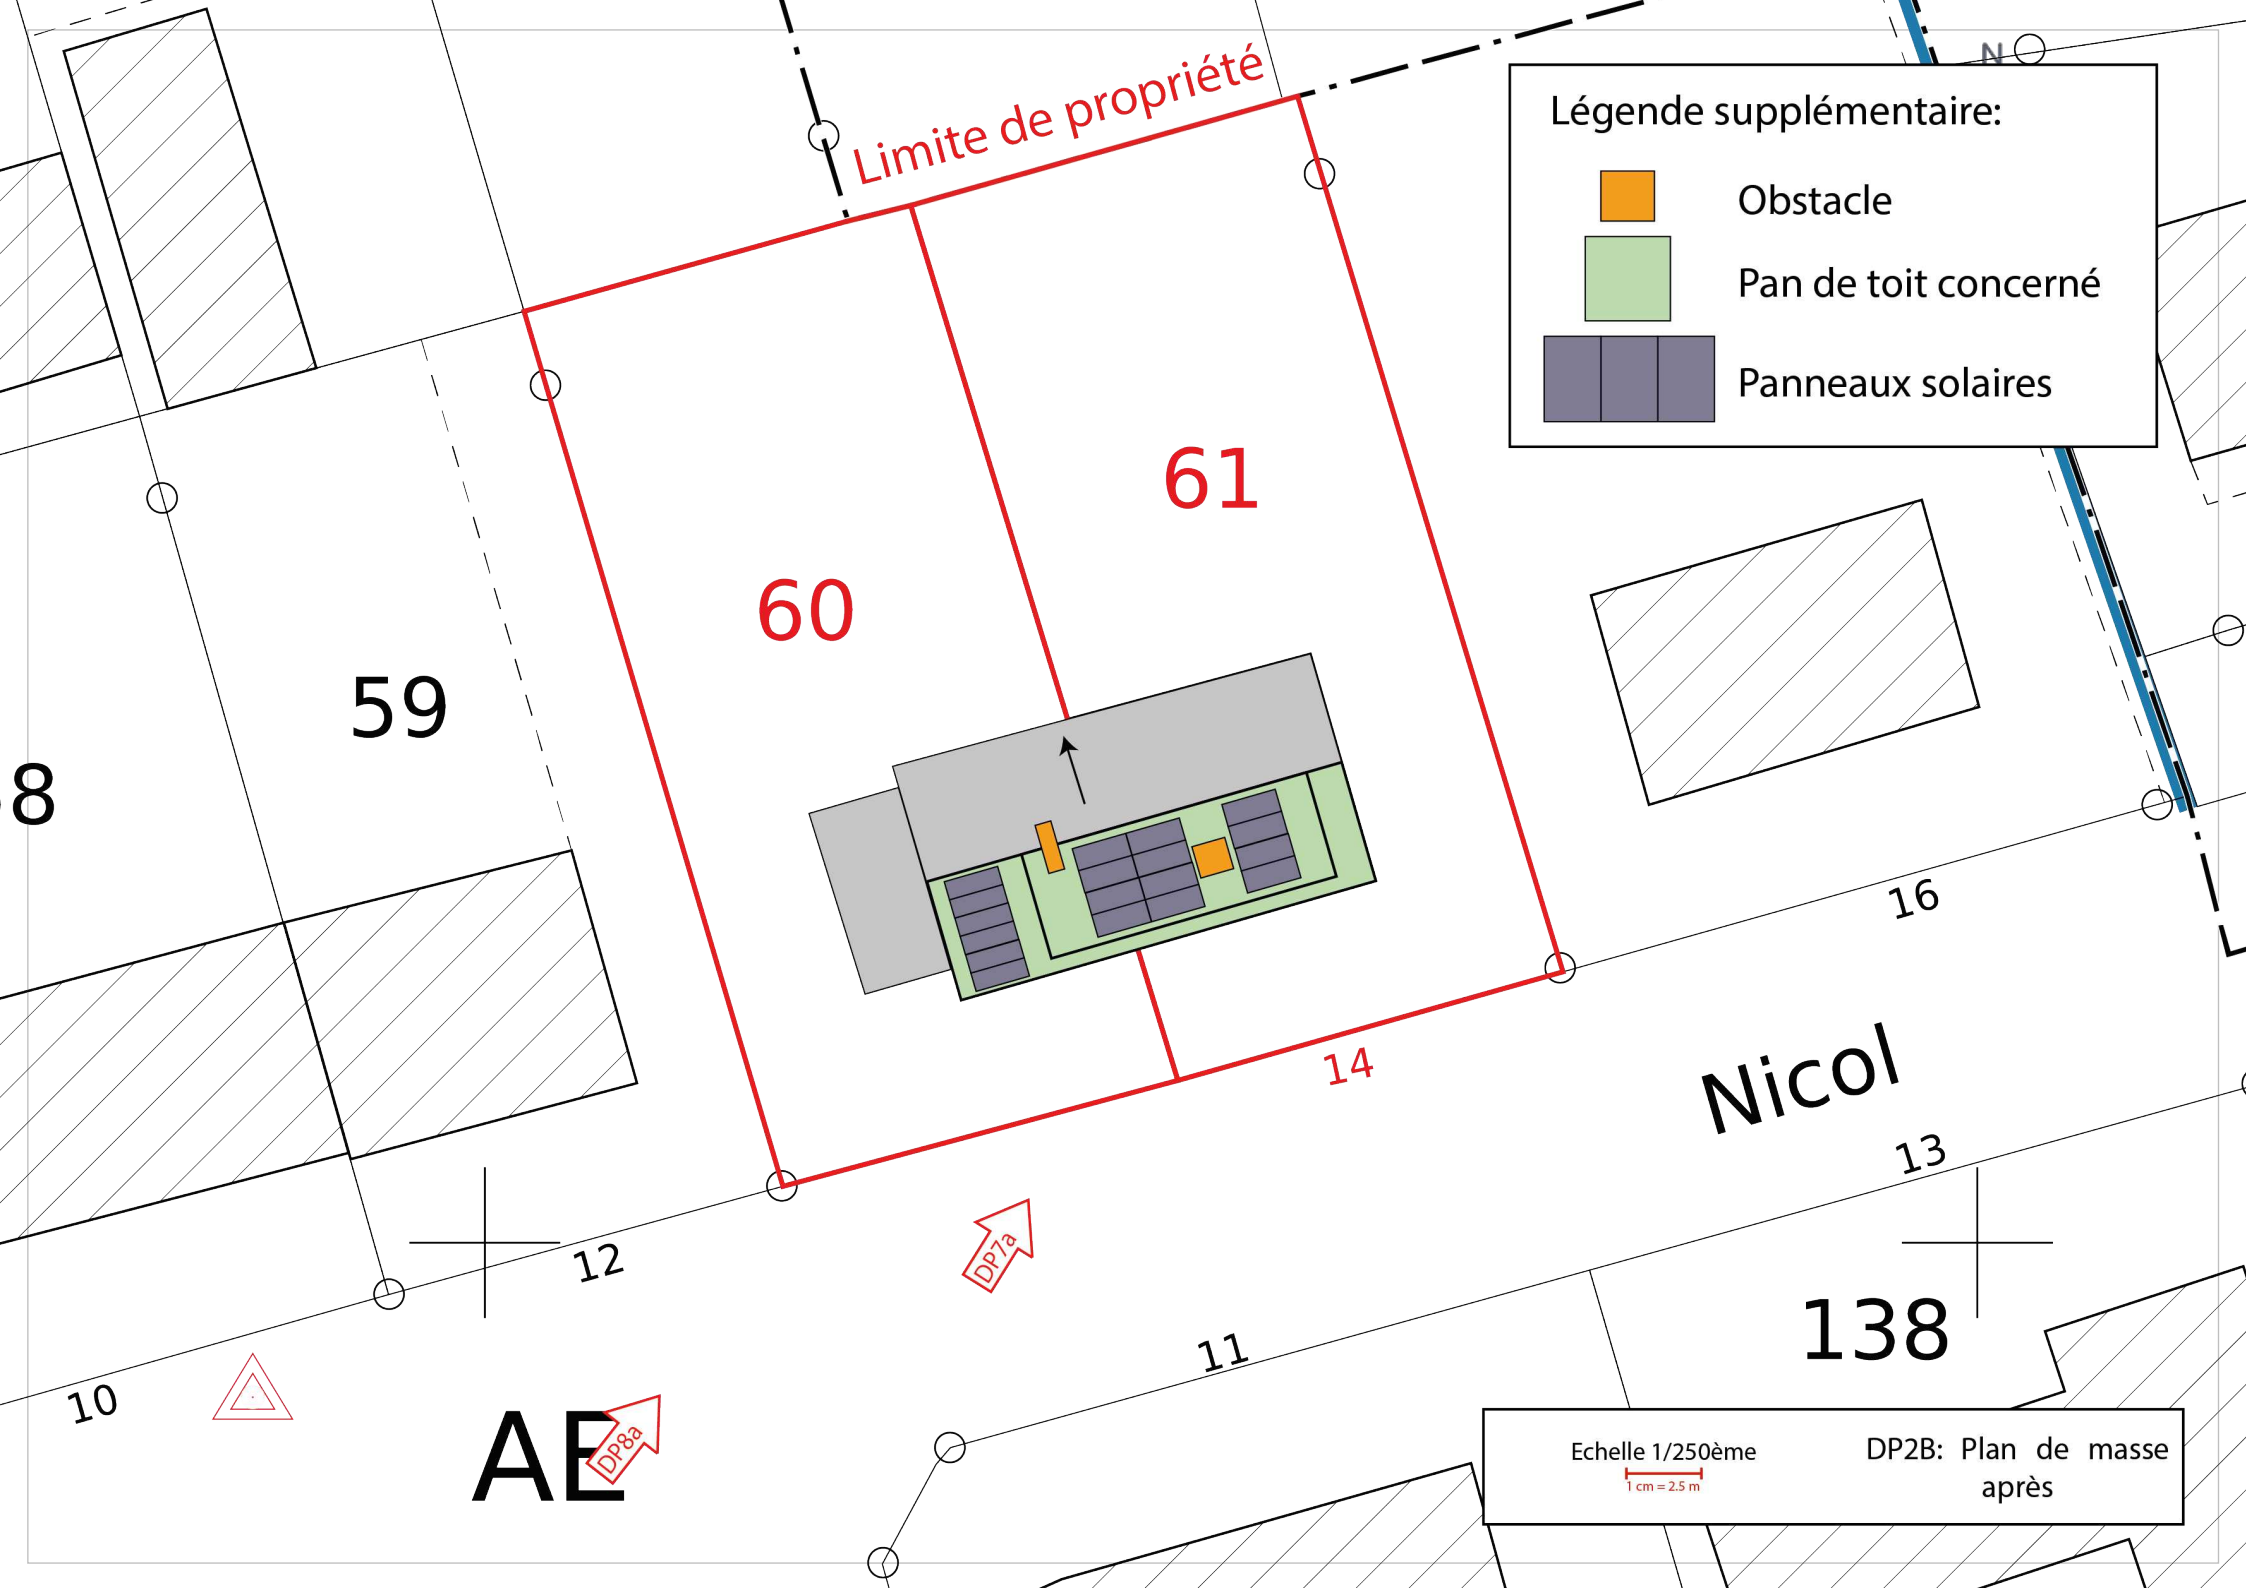 Limite de propriété
N
Légende supplémentaire:
Obstacle
Pan de toit concerné
Panneaux solaires
61
60
59
8
16
14
Nicol
13
12
DP7a
11
138
10
AE
DP8a
Echelle 1/250ème
1 cm = 2.5 m
DP2B: Plan de masse
après